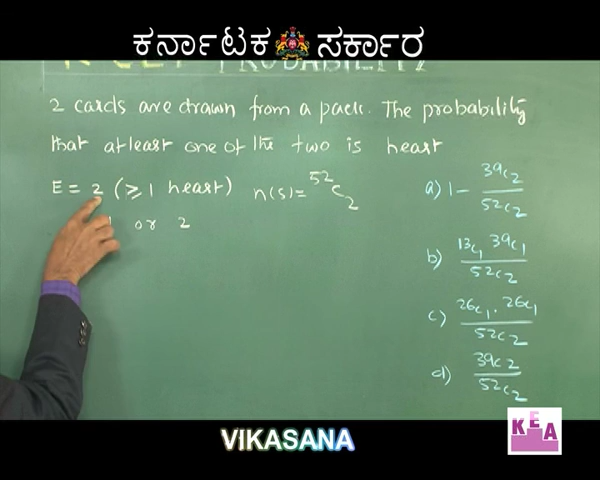 ಕರ್ನಾಟಕ ಸರ್ಕಾರ
PROBABILITY
2 cards are drawn from a pack. The probability
that atleast one of the two is heart
E = 2 (≥ 1 heart) n(s) = 52C2
1 or 2
a) 1 - 39C2 / 52C2
b) 13C1 39C1 / 52C2
c) 26C1 . 26C1 / 52C2
d) 39C2 / 52C2
KEA
VIKASANA